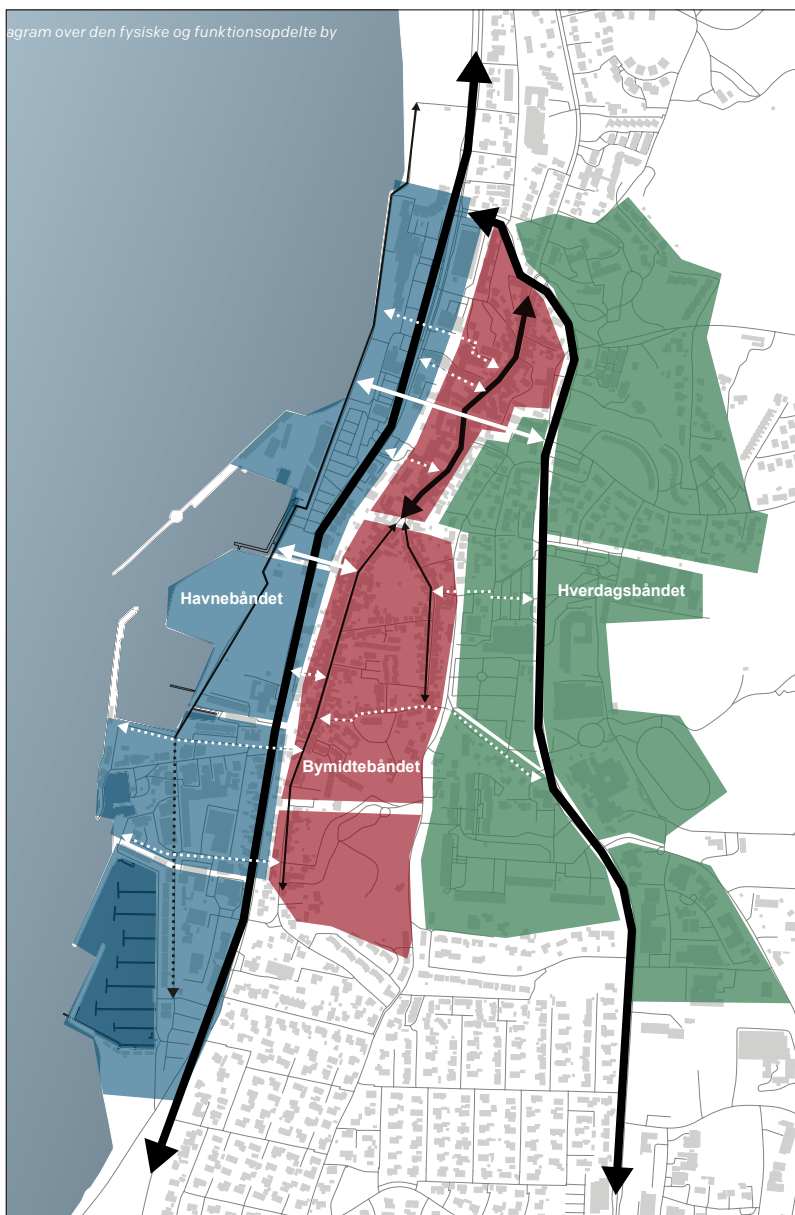 agram over den fysiske og funktionsopdelte by
Havnebåndet
Hverdagsbåndet
Bymidtebåndet